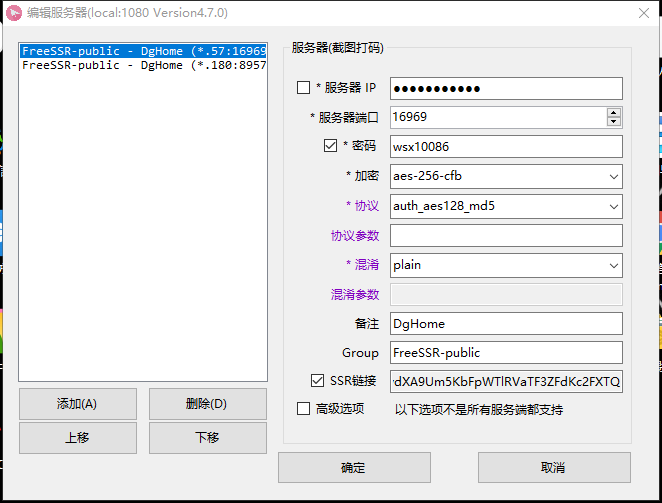 编辑服务器(local:1080 Version4.7.0)
FreeSSR-public - DgHome (*.57:16969
FreeSSR-public - DgHome (*.180:8957
服务器(截图打码)
* 服务器 IP ●●●●●●●●●●●
* 服务器端口 16969
* 密码 wsx10086
* 加密 aes-256-cfb
* 协议 auth_aes128_md5
协议参数
* 混淆 plain
混淆参数
备注 DgHome
Group FreeSSR-public
SSR链接 dXA9Um5KbFpWTlRVaTF3ZFdKc2FXTQ
高级选项 以下选项不是所有服务端都支持
添加(A) 删除(D)
上移 下移
确定 取消